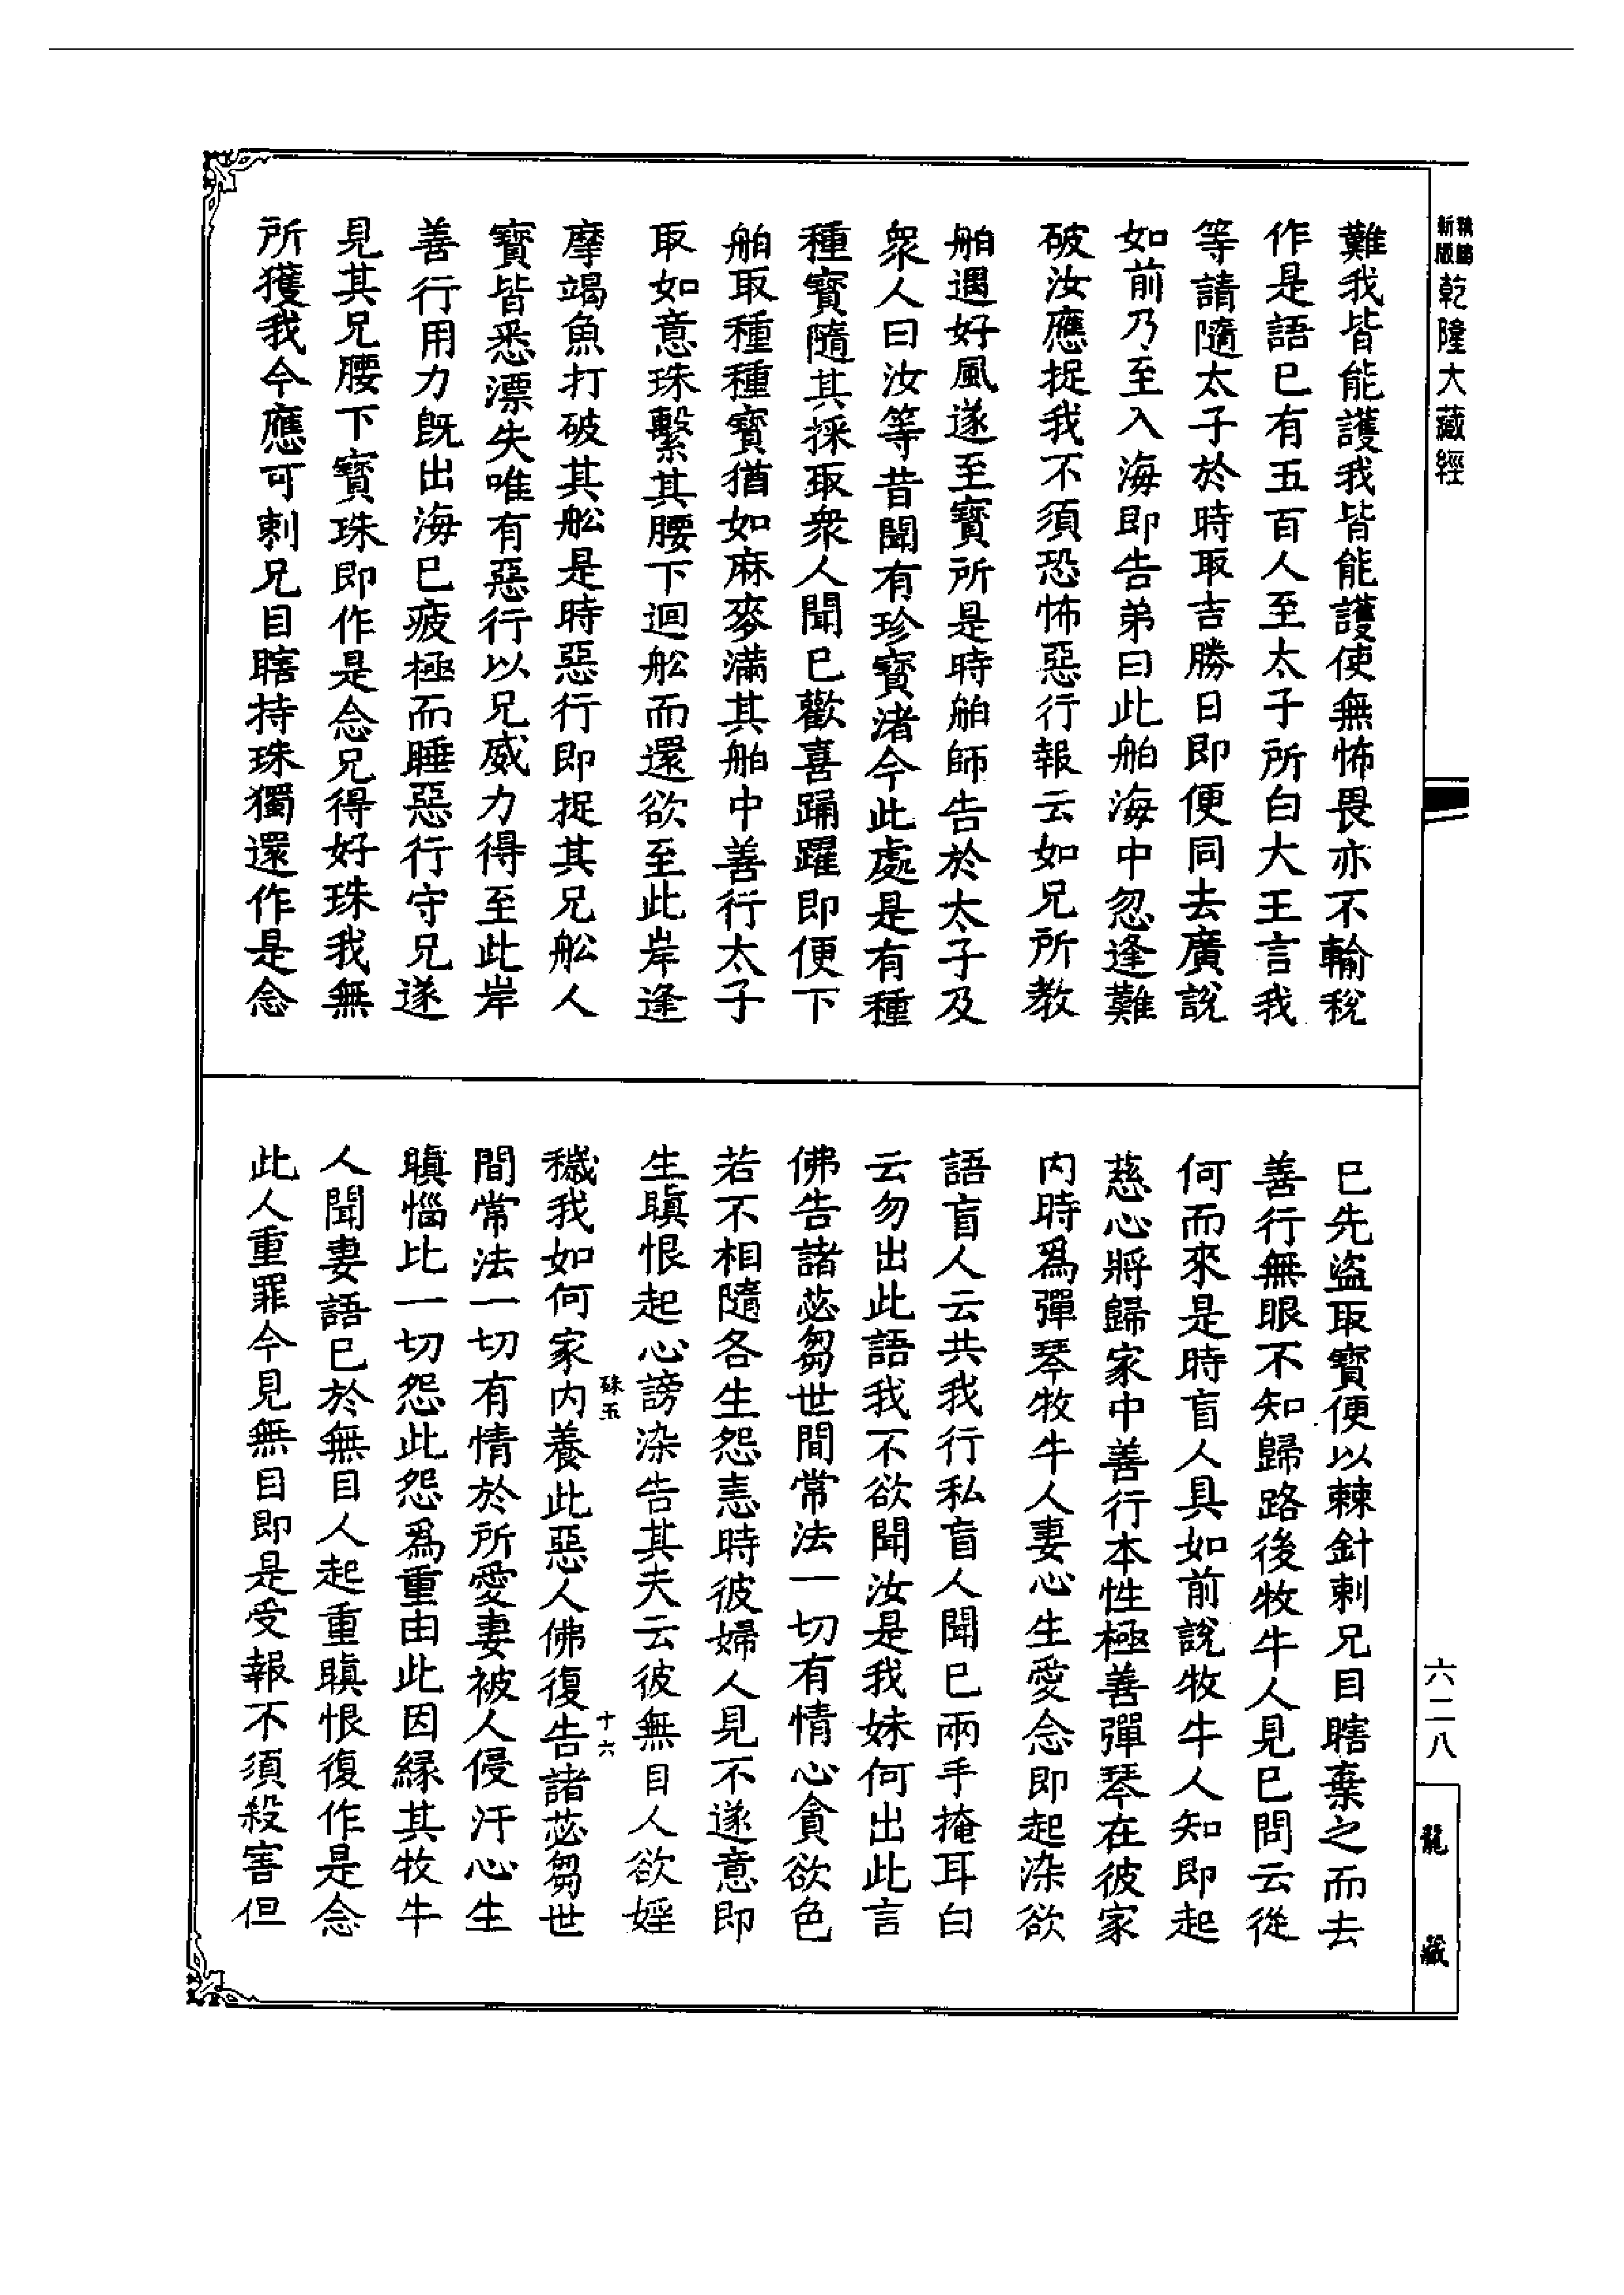 新版
乾隆大藏經
難我皆能護我皆能護使無怖畏亦不輸稅
作是語已有五百人至太子所白大王言我
等請隨太子於時取吉勝日即便同去廣說
如前乃至入海即告弟曰此舶海中忽逢難
破汝應捉我不須恐怖惡行報云如兄所教
舶遇好風遂至寶所是時舶師告於太子及
衆人曰汝等昔聞有珍寶渚今此處是有種
種寶隨其採取衆人聞已歡喜踊躍即便下
舶取種種寶猶如麻麥滿其舶中善行太子
取如意珠繫其腰下迴舩而還欲至此岸逢
摩竭魚打破其舩是時惡行即捉其兄舩人
寶皆悉漂失唯有惡行以兄威力得至此岸
善行用力旣出海已疲極而睡惡行守兄遂
見其兄腰下寶珠即作是念兄得好珠我無
所獲我今應可刺兄目瞎持珠獨還作是念
已先盜取寶便以棘針刺兄目瞎棄之而去
善行無眼不知歸路後牧牛人見已問云從
何而來是時盲人具如前說牧牛人知即起
慈心將歸家中善行本性極善彈琴在彼家
內時爲彈琴牧牛人妻心生愛念即起染欲
語盲人云共我行私盲人聞已兩手掩耳白
云勿出此語我不欲聞汝是我妹何出此言
佛告諸苾芻世間常法一切有情心貪欲色
若不相隨各生怨恚時彼婦人見不遂意即
生瞋恨起心謗染告其夫云彼無目人欲婬
穢我如何家内養此惡人佛復告諸苾芻世
間常法一切有情於所愛妻被人侵汙心生
瞋惱比一切怨此怨爲重由此因緣其牧牛
人聞妻語已於無目人起重瞋恨復作是念
此人重罪今見無目即是受報不須殺害但
十六
六二八
龍藏